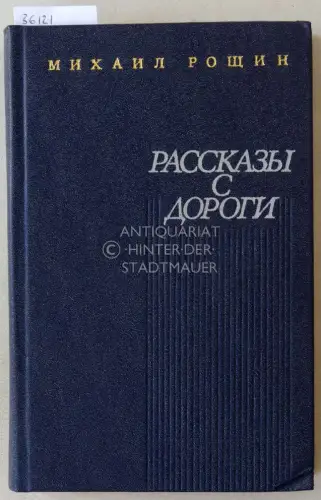 36121
МИХАИЛ РОЩИН
РАССКАЗЫ
С
ДОРОГИ
ANTIQUARIAT
© HINTER·DER·
STADTMAUER